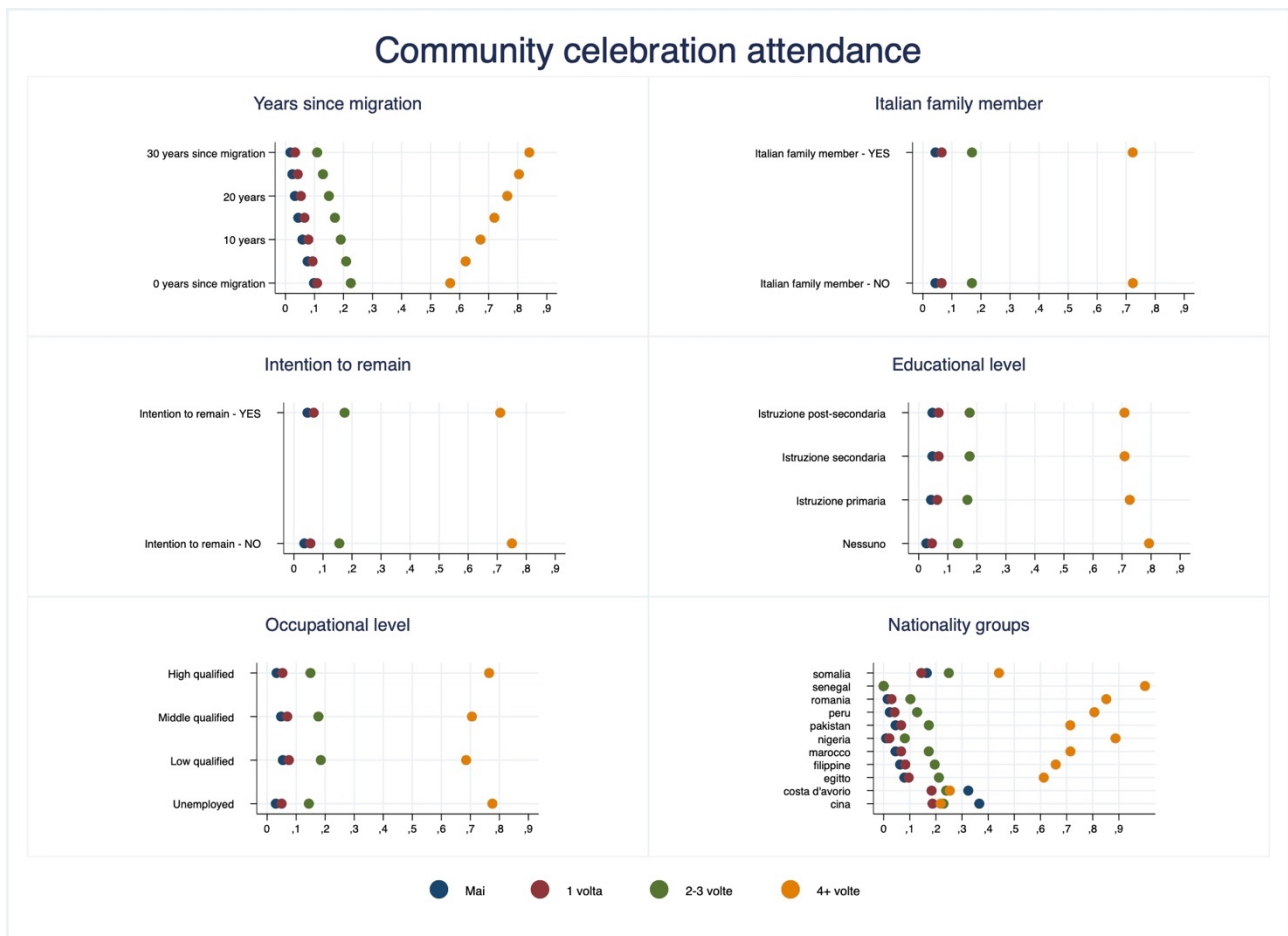 Community celebration attendance
Years since migration
30 years since migration
20 years
10 years
0 years since migration
0 ,1 ,2 ,3 ,4 ,5 ,6 ,7 ,8 ,9
Italian family member
Italian family member - YES
Italian family member - NO
0 ,1 ,2 ,3 ,4 ,5 ,6 ,7 ,8 ,9
Intention to remain
Intention to remain - YES
Intention to remain - NO
0 ,1 ,2 ,3 ,4 ,5 ,6 ,7 ,8 ,9
Educational level
Istruzione post-secondaria
Istruzione secondaria
Istruzione primaria
Nessuno
0 ,1 ,2 ,3 ,4 ,5 ,6 ,7 ,8 ,9
Occupational level
High qualified
Middle qualified
Low qualified
Unemployed
0 ,1 ,2 ,3 ,4 ,5 ,6 ,7 ,8 ,9
Nationality groups
somalia
senegal
romania
peru
pakistan
nigeria
marocco
filippine
egitto
costa d'avorio
cina
0 ,1 ,2 ,3 ,4 ,5 ,6 ,7 ,8 ,9
Mai 1 volta 2-3 volte 4+ volte